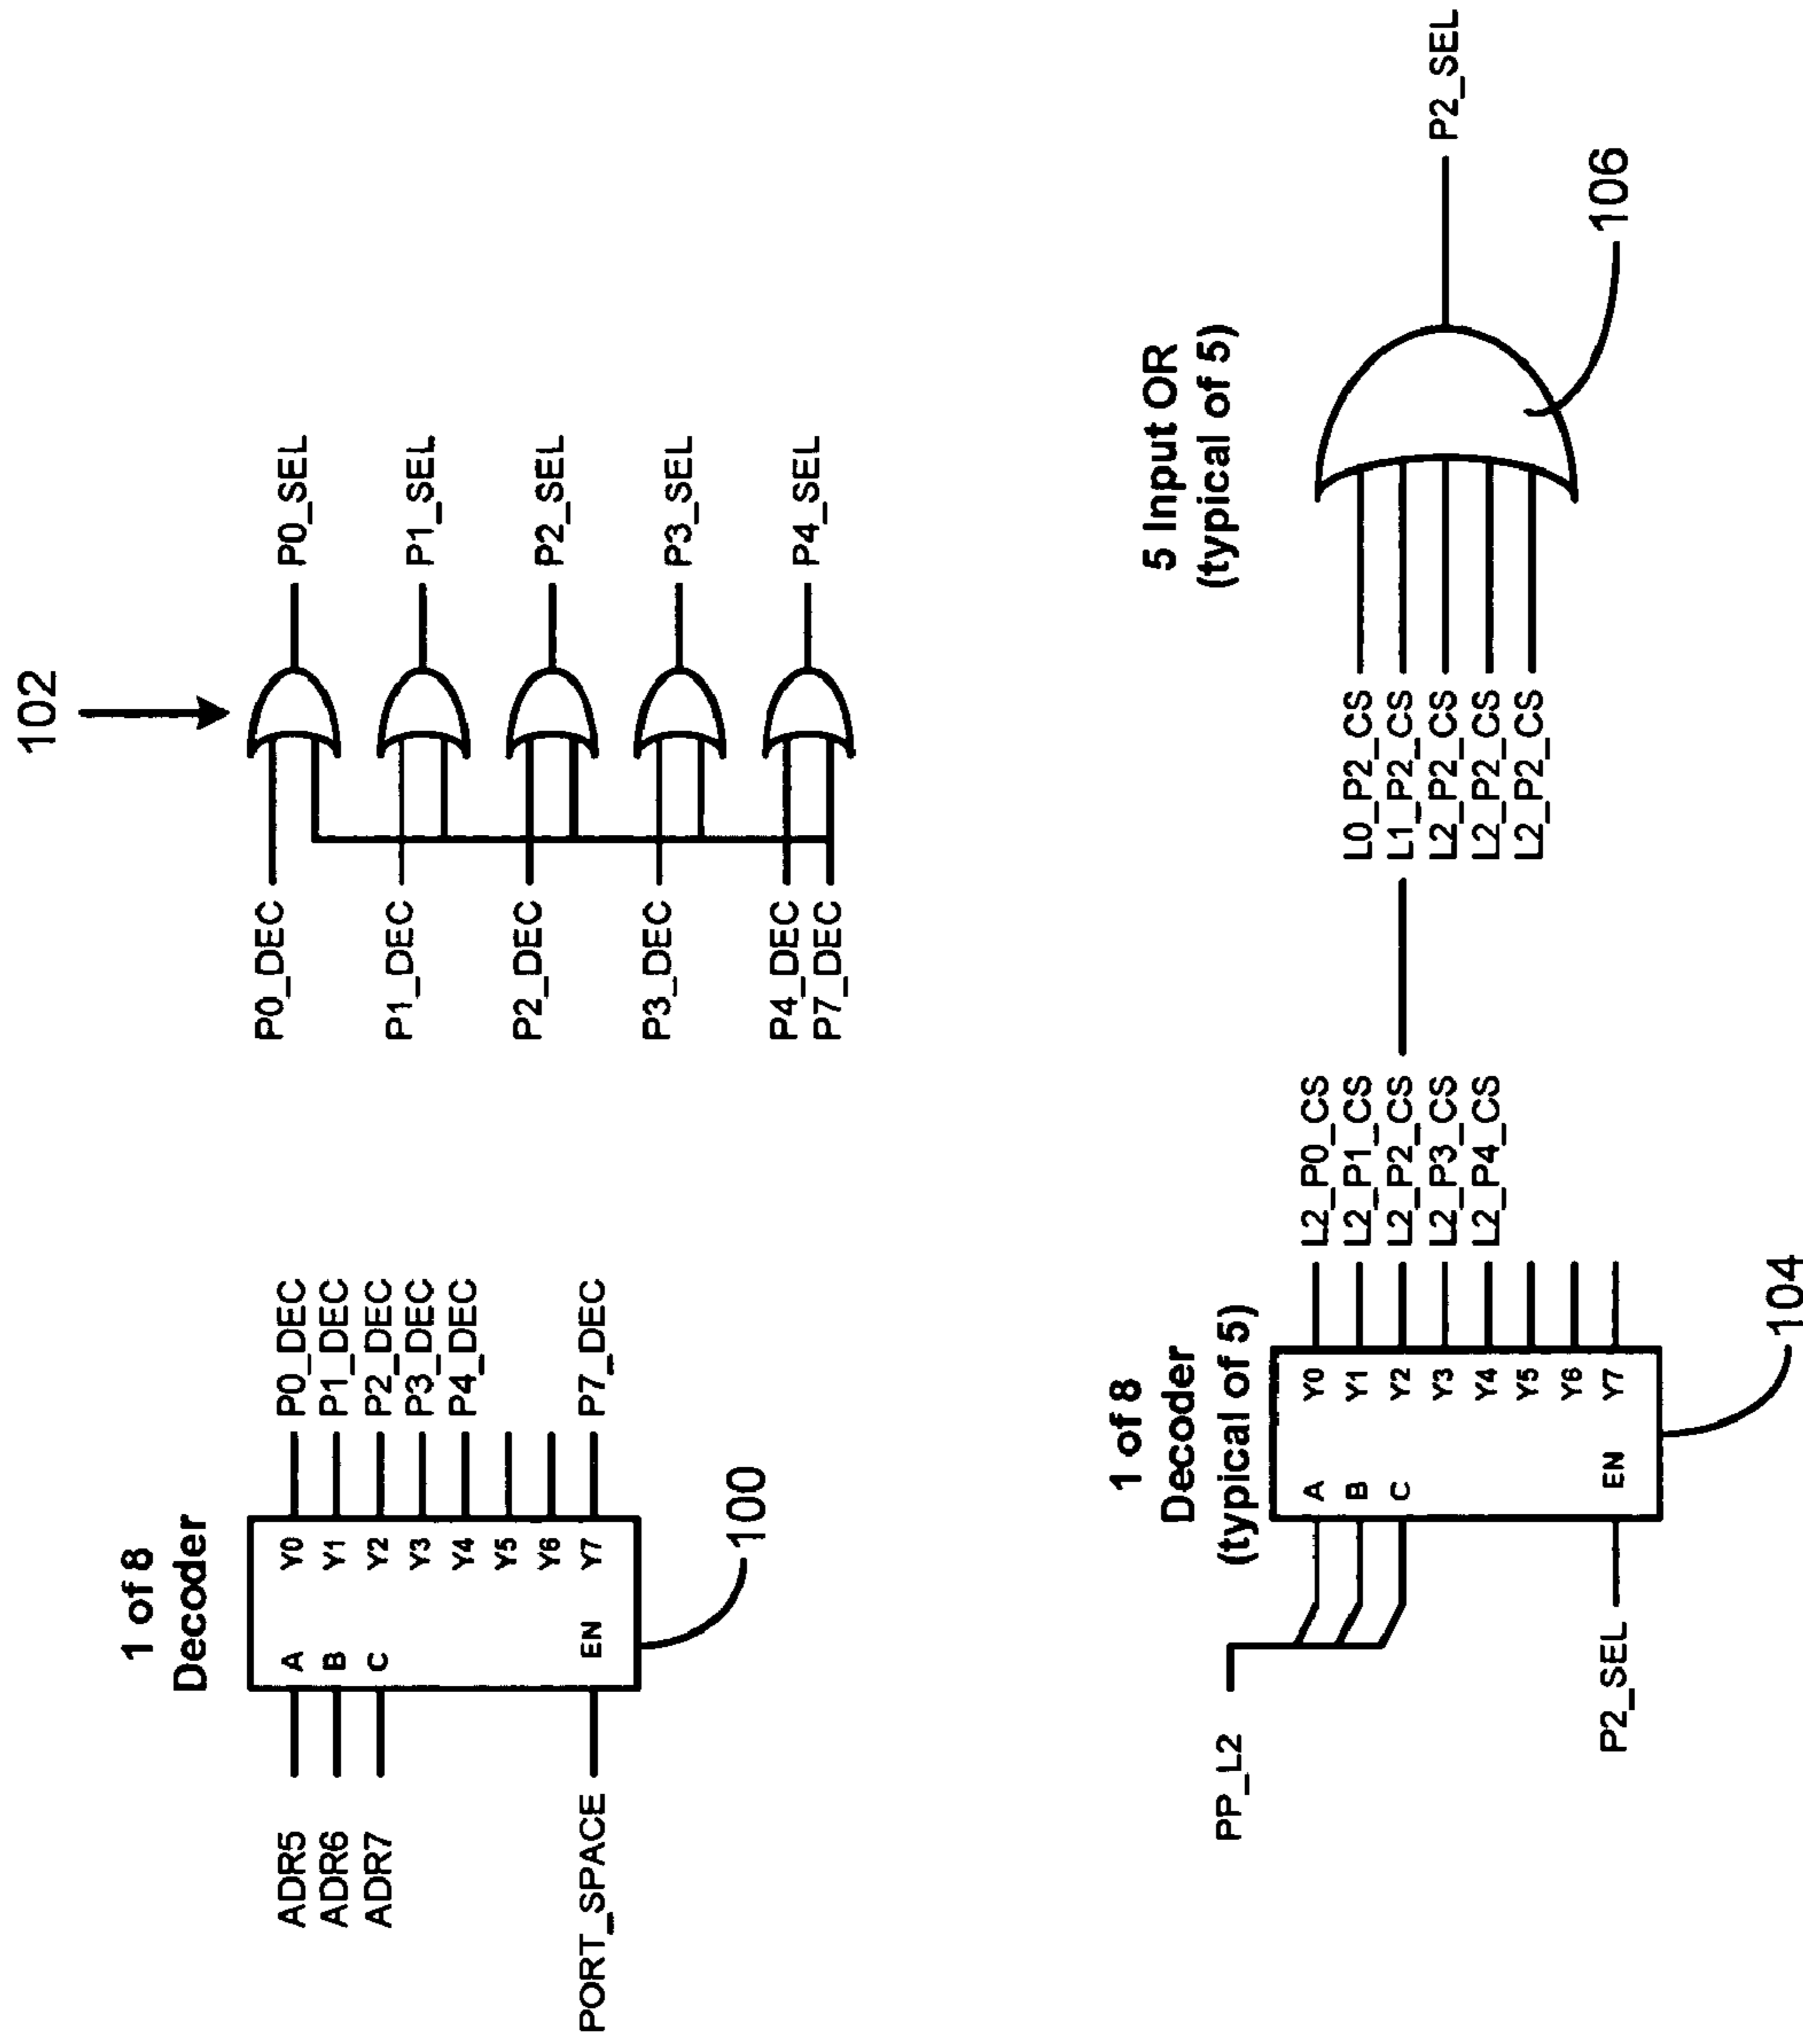 1 of 8
Decoder
ADR5
ADR6
ADR7
PORT_SPACE
A
B
C
EN
Y0
Y1
Y2
Y3
Y4
Y5
Y6
Y7
P0_DEC
P1_DEC
P2_DEC
P3_DEC
P4_DEC
P7_DEC
100
102
P0_DEC
P1_DEC
P2_DEC
P3_DEC
P4_DEC
P7_DEC
P0_SEL
P1_SEL
P2_SEL
P3_SEL
P4_SEL
1 of 8
Decoder
(typical of 5)
PP_L2
P2_SEL
A
B
C
EN
Y0
Y1
Y2
Y3
Y4
Y5
Y6
Y7
L2_P0_CS
L2_P1_CS
L2_P2_CS
L2_P3_CS
L2_P4_CS
104
5 Input OR
(typical of 5)
L0_P2_CS
L1_P2_CS
L2_P2_CS
L2_P2_CS
L2_P2_CS
P2_SEL
106